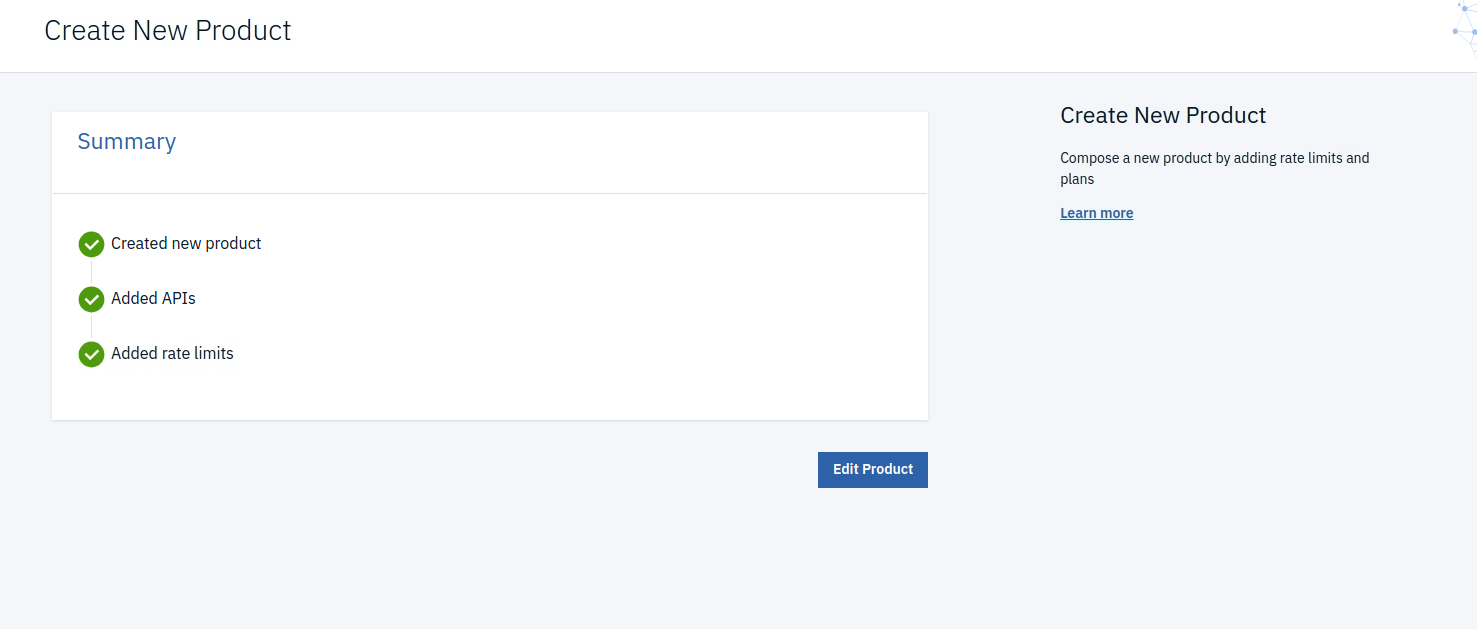 Create New Product
Summary
Created new product
Added APIs
Added rate limits
Edit Product
Create New Product
Compose a new product by adding rate limits and
plans
Learn more